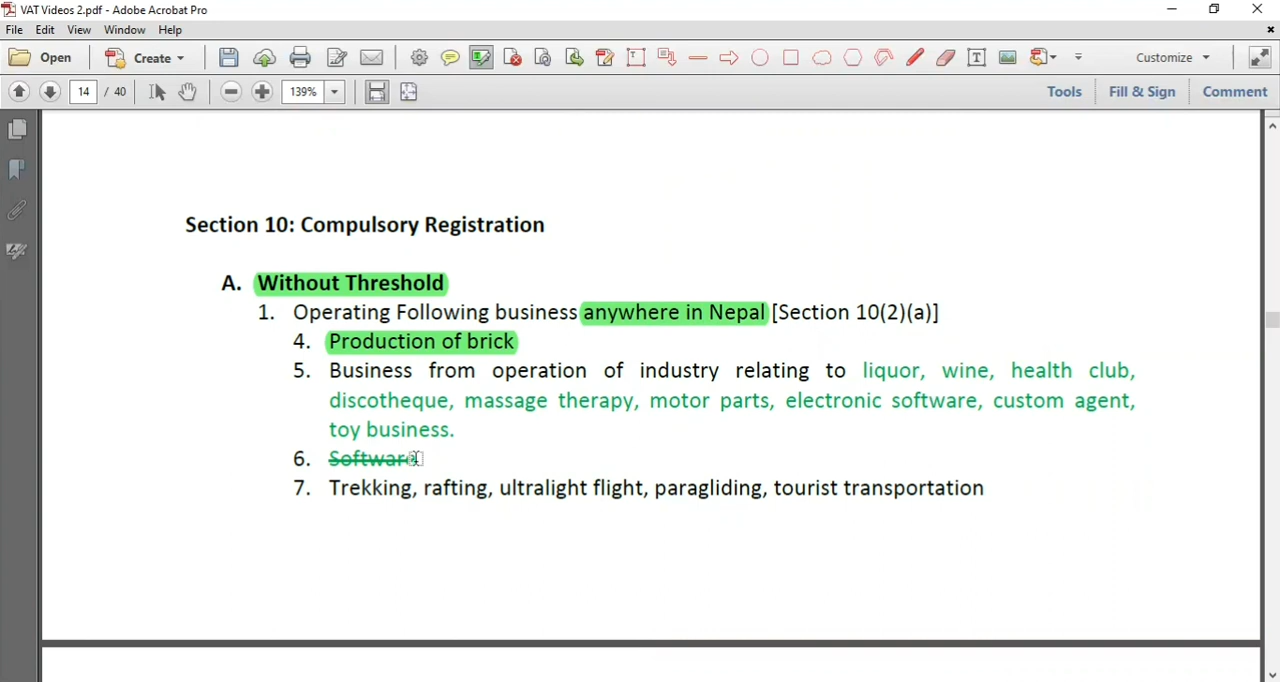 VAT Videos 2.pdf - Adobe Acrobat Pro
File Edit View Window Help
Open Create Customize
14 / 40 139% Tools Fill & Sign Comment
Section 10: Compulsory Registration
A. Without Threshold
1. Operating Following business anywhere in Nepal [Section 10(2)(a)]
4. Production of brick
5. Business from operation of industry relating to liquor, wine, health club,
discotheque, massage therapy, motor parts, electronic software, custom agent,
toy business.
6. Software
7. Trekking, rafting, ultralight flight, paragliding, tourist transportation